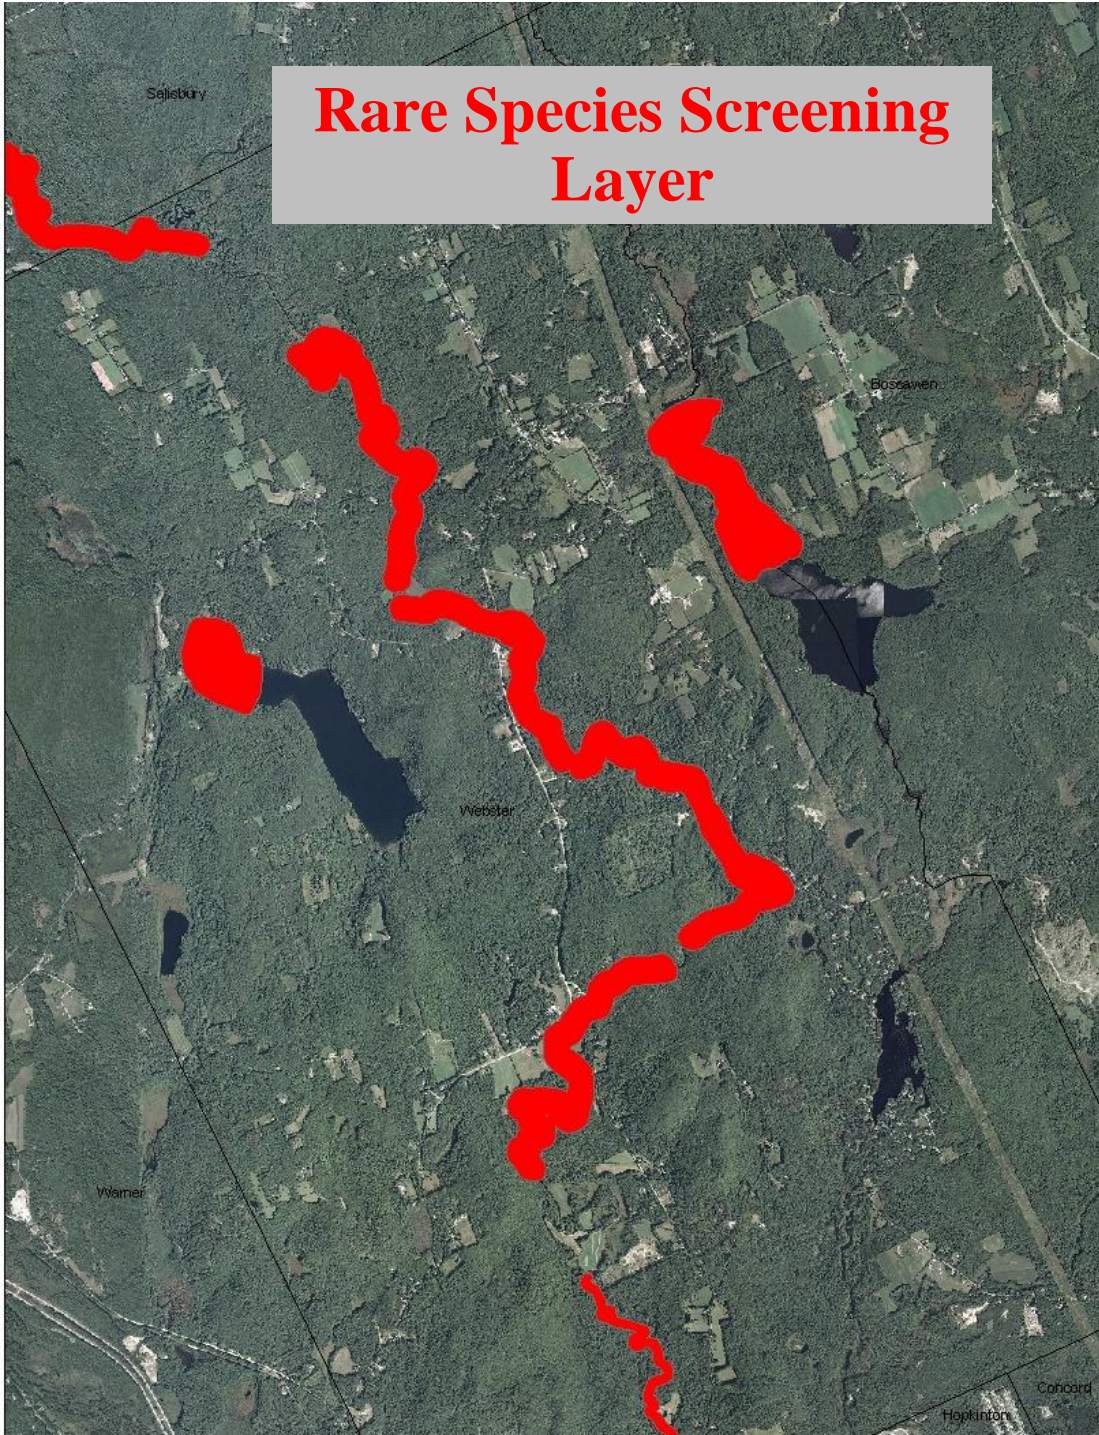 Salisbury
Rare Species Screening
Layer
Boscawen
Webster
Warner
Concord
Hopkinton